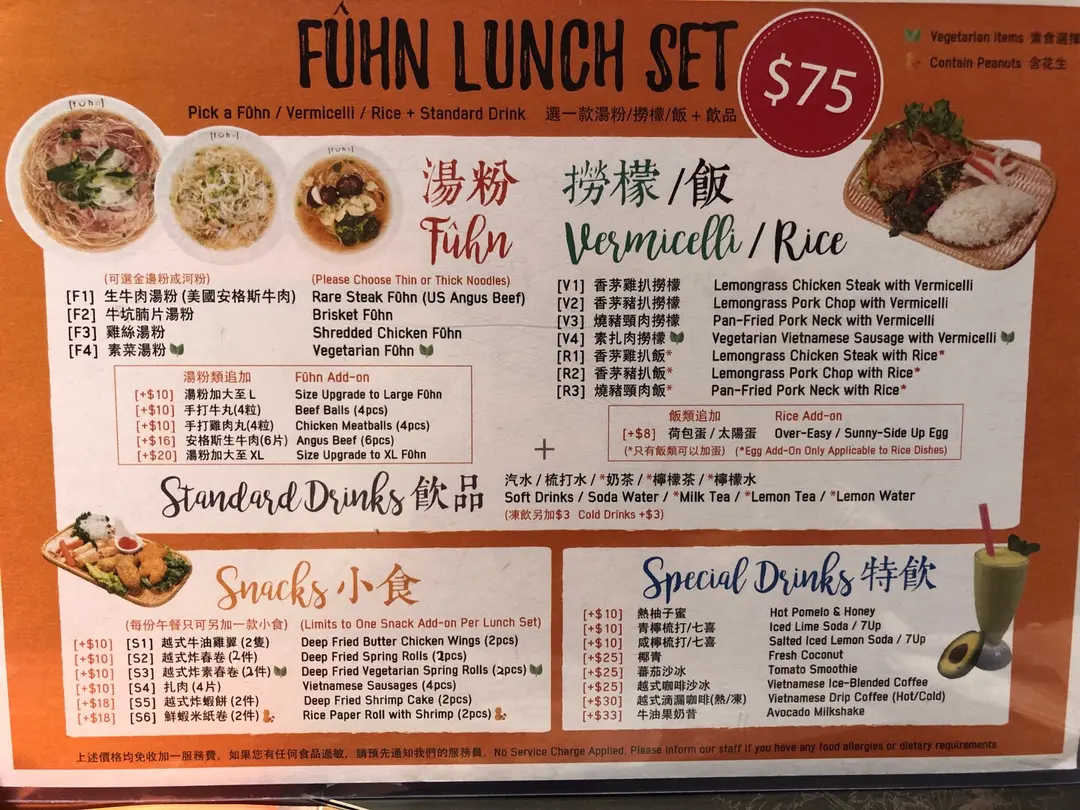 FÛHN LUNCH SET
$75
Vegetarian Items 素食選擇
Contain Peanuts 含花生
Pick a Fûhn / Vermicelli / Rice + Standard Drink 選一款湯粉/撈檬/飯 + 飲品
[fuhn]
[fuhn]
[fuhn]
湯粉
Fûhn
(可選金邊粉或河粉) (Please Choose Thin or Thick Noodles)
[F1] 生牛肉湯粉 (美國安格斯牛肉) Rare Steak Fûhn (US Angus Beef)
[F2] 牛坑腩片湯粉 Brisket Fûhn
[F3] 雞絲湯粉 Shredded Chicken Fûhn
[F4] 素菜湯粉 Vegetarian Fûhn
湯粉類追加 Fûhn Add-on
[+$10] 湯粉加大至 L Size Upgrade to Large Fûhn
[+$10] 手打牛丸(4粒) Beef Balls (4pcs)
[+$10] 手打雞肉丸(4粒) Chicken Meatballs (4pcs)
[+$16] 安格斯生牛肉(6片) Angus Beef (6pcs)
[+$20] 湯粉加大至 XL Size Upgrade to XL Fûhn
撈檬/飯
Vermicelli / Rice
[V1] 香茅雞扒撈檬 Lemongrass Chicken Steak with Vermicelli
[V2] 香茅豬扒撈檬 Lemongrass Pork Chop with Vermicelli
[V3] 燒豬頸肉撈檬 Pan-Fried Pork Neck with Vermicelli
[V4] 素扎肉撈檬 Vegetarian Vietnamese Sausage with Vermicelli
[R1] 香茅雞扒飯* Lemongrass Chicken Steak with Rice*
[R2] 香茅豬扒飯* Lemongrass Pork Chop with Rice*
[R3] 燒豬頸肉飯* Pan-Fried Pork Neck with Rice*
飯類追加 Rice Add-on
[+$8] 荷包蛋 / 太陽蛋 Over-Easy / Sunny-Side Up Egg
(*只有飯類可以加蛋) (*Egg Add-On Only Applicable to Rice Dishes)
+
Standard Drinks 飲品
汽水 / 梳打水 / *奶茶 / *檸檬茶 / *檸檬水
Soft Drinks / Soda Water / *Milk Tea / *Lemon Tea / *Lemon Water
(凍飲另加$3 Cold Drinks +$3)
Snacks 小食
(每份午餐只可另加一款小食) (Limits to One Snack Add-on Per Lunch Set)
[+$10] [S1] 越式牛油雞翼 (2隻) Deep Fried Butter Chicken Wings (2pcs)
[+$10] [S2] 越式炸春卷 (2件) Deep Fried Spring Rolls (2pcs)
[+$10] [S3] 越式炸素春卷 (2件) Deep Fried Vegetarian Spring Rolls (2pcs)
[+$10] [S4] 扎肉 (4片) Vietnamese Sausages (4pcs)
[+$18] [S5] 越式炸蝦餅 (2件) Deep Fried Shrimp Cake (2pcs)
[+$18] [S6] 鮮蝦米紙卷 (2件) Rice Paper Roll with Shrimp (2pcs)
Special Drinks 特飲
[+$10] 熱柚子蜜 Hot Pomelo & Honey
[+$10] 青檸梳打/七喜 Iced Lime Soda / 7Up
[+$10] 咸檸梳打/七喜 Salted Iced Lemon Soda / 7Up
[+$25] 椰青 Fresh Coconut
[+$25] 蕃茄沙冰 Tomato Smoothie
[+$25] 越式咖啡沙冰 Vietnamese Ice-Blended Coffee
[+$30] 越式滴漏咖啡(熱/凍) Vietnamese Drip Coffee (Hot/Cold)
[+$33] 牛油果奶昔 Avocado Milkshake
上述價格均免收加一服務費。如果您有任何食品過敏，請預先通知我們的服務員。No Service Charge Applied. Please inform our staff if you have any food allergies or dietary requirements